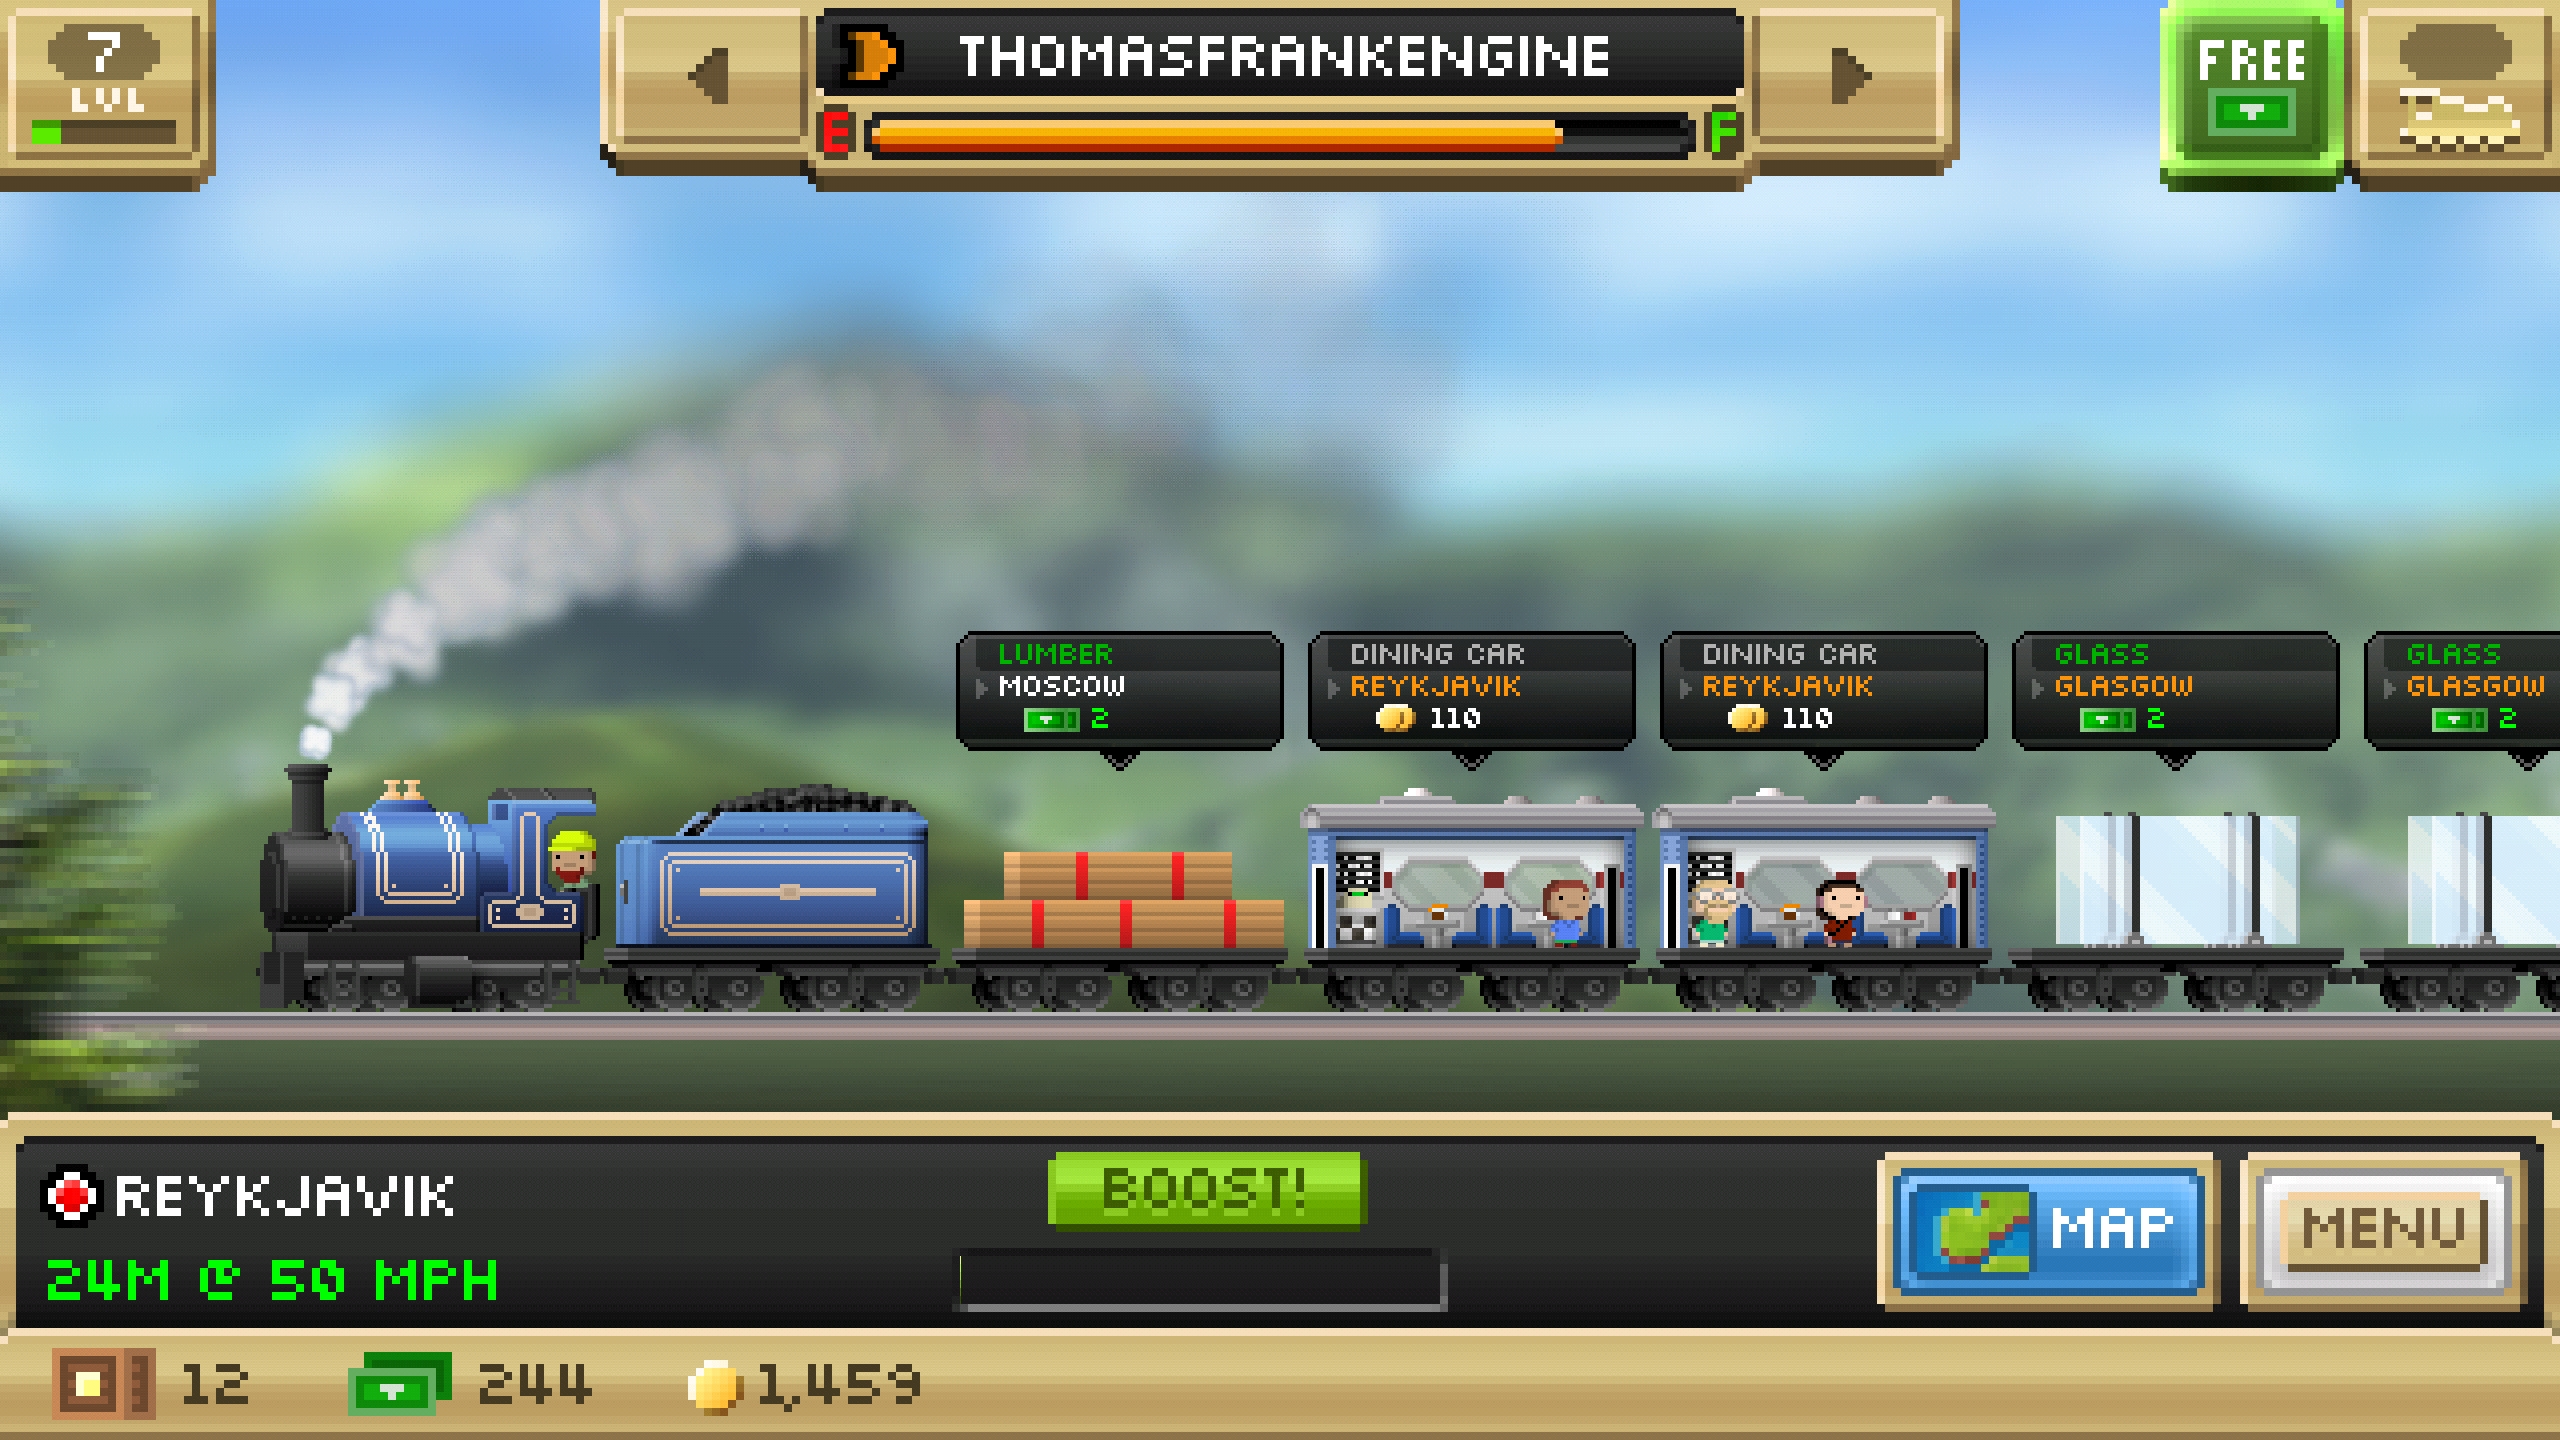 7
LVL
THOMASFRANKENGINE
E
F
FREE
LUMBER
MOSCOW
2
DINING CAR
REYKJAVIK
110
DINING CAR
REYKJAVIK
110
GLASS
GLASGOW
2
GLASS
GLASGOW
2
REYKJAVIK
24M @ 50 MPH
BOOST!
MAP
MENU
12
244
1,459